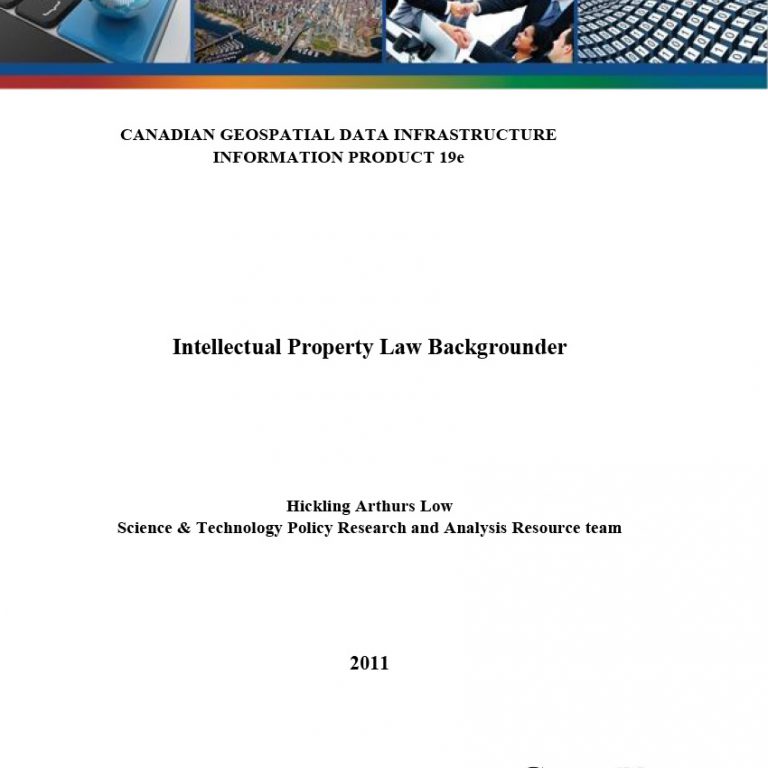 CANADIAN GEOSPATIAL DATA INFRASTRUCTURE
INFORMATION PRODUCT 19e
Intellectual Property Law Backgrounder
Hickling Arthurs Low
Science & Technology Policy Research and Analysis Resource team
2011